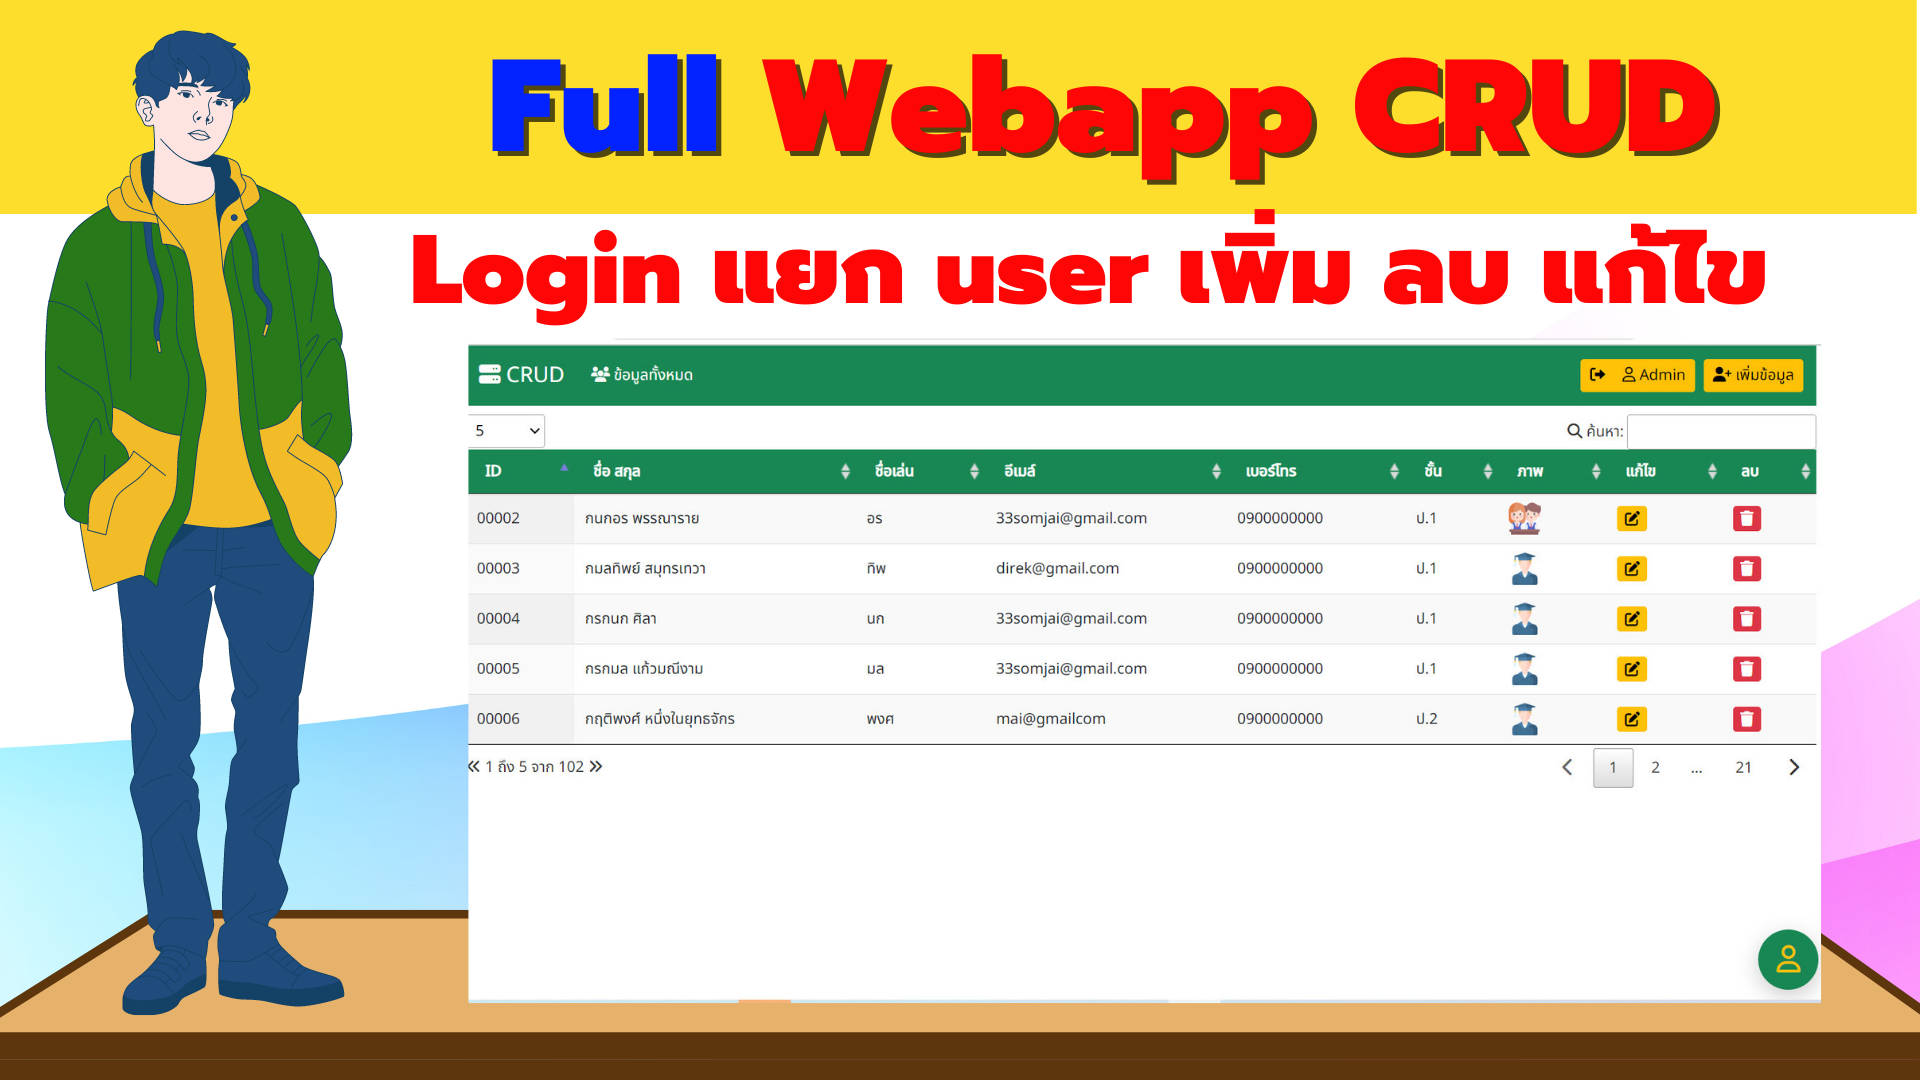 Full Webapp CRUD
Login แยก user เพิ่ม ลบ แก้ไข
CRUD ข้อมูลทั้งหมด Admin เพิ่มข้อมูล
5 ค้นหา:
ID ชื่อ สกุล ชื่อเล่น อีเมล์ เบอร์โทร ชั้น ภาพ แก้ไข ลบ
00002 กนกอร พรรณาราย อร 33somjai@gmail.com 0900000000 ป.1
00003 กมลทิพย์ สมุทรเทวา ทิพ direk@gmail.com 0900000000 ป.1
00004 กรกนก ศิลา นก 33somjai@gmail.com 0900000000 ป.1
00005 กรกมล แก้วมณีงาม มล 33somjai@gmail.com 0900000000 ป.1
00006 กฤติพงศ์ หนึ่งในยุทธจักร พงศ mai@gmailcom 0900000000 ป.2
« 1 ถึง 5 จาก 102 » 1 2 ... 21